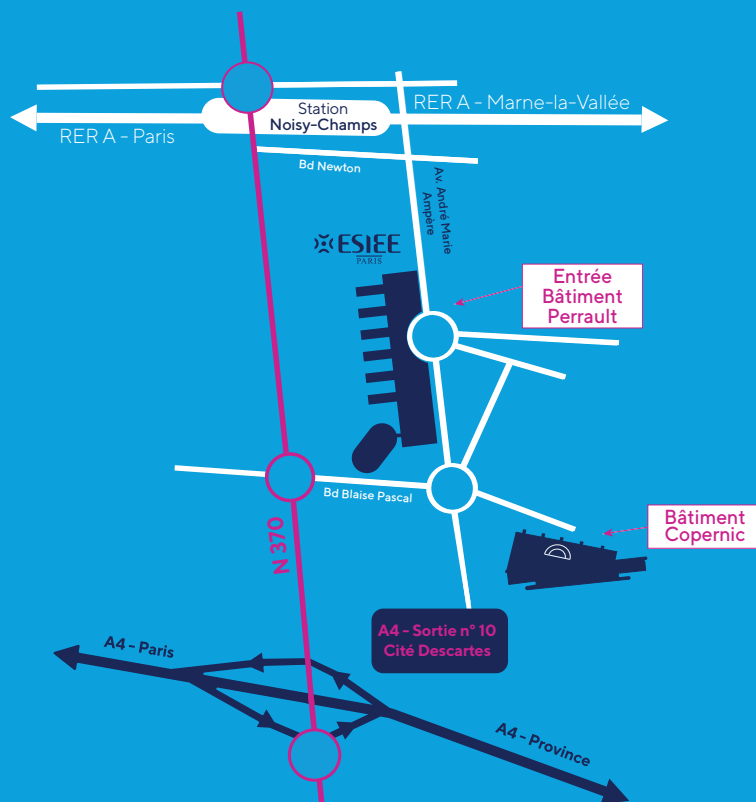 Station
Noisy-Champs
RER A - Marne-la-Vallée
RER A - Paris
Bd Newton
Av. André Marie
Ampère
ESIEE
PARIS
Entrée
Bâtiment
Perrault
Bd Blaise Pascal
Bâtiment
Copernic
N 370
A4 - Sortie n° 10
Cité Descartes
A4 - Paris
A4 - Province